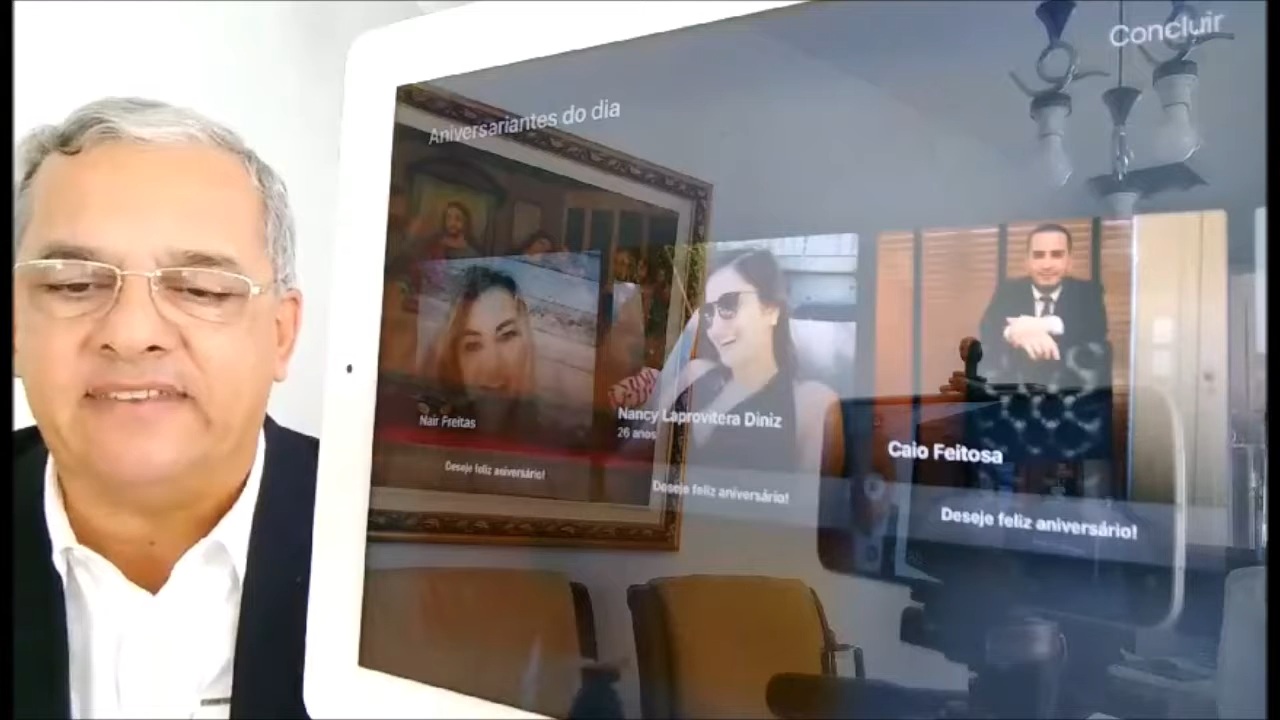 Concluir
Aniversariantes do dia
Nair Freitas
Deseje feliz aniversário!
Nancy Laprovitera Diniz
26 anos
Deseje feliz aniversário!
Caio Feitosa
Deseje feliz aniversário!